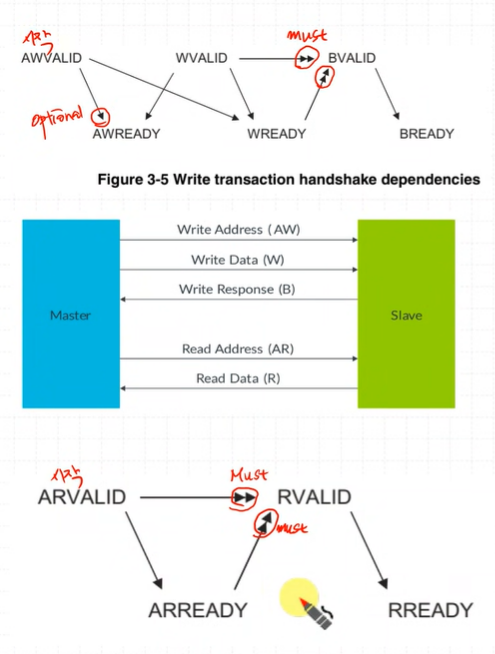 시작
must
AWVALID WVALID BVALID
optional
AWREADY WREADY BREADY
Figure 3-5 Write transaction handshake dependencies
Write Address (AW)
Write Data (W)
Write Response (B)
Master
Slave
Read Address (AR)
Read Data (R)
시작
Must
ARVALID RVALID
must
ARREADY RREADY